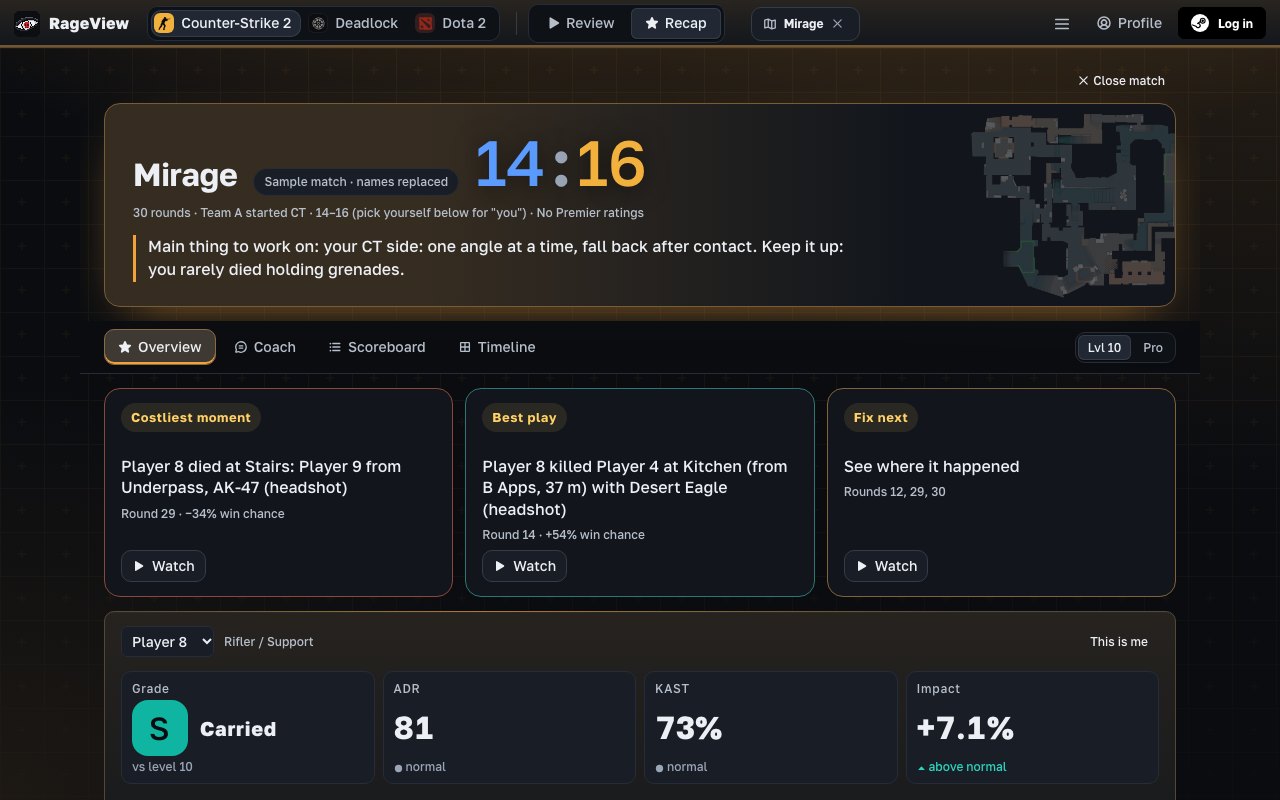 RageView
Counter-Strike 2
Deadlock
Dota 2
Review
Recap
Mirage
Profile
Log in
Close match
Mirage
Sample match · names replaced
14:16
30 rounds · Team A started CT · 14–16 (pick yourself below for "you") · No Premier ratings
Main thing to work on: your CT side: one angle at a time, fall back after contact. Keep it up:
you rarely died holding grenades.
Overview
Coach
Scoreboard
Timeline
Lvl 10
Pro
Costliest moment
Player 8 died at Stairs: Player 9 from
Underpass, AK-47 (headshot)
Round 29 · −34% win chance
Watch
Best play
Player 8 killed Player 4 at Kitchen (from
B Apps, 37 m) with Desert Eagle
(headshot)
Round 14 · +54% win chance
Watch
Fix next
See where it happened
Rounds 12, 29, 30
Watch
Player 8
Rifler / Support
This is me
Grade
S
Carried
vs level 10
ADR
81
normal
KAST
73%
normal
Impact
+7.1%
above normal